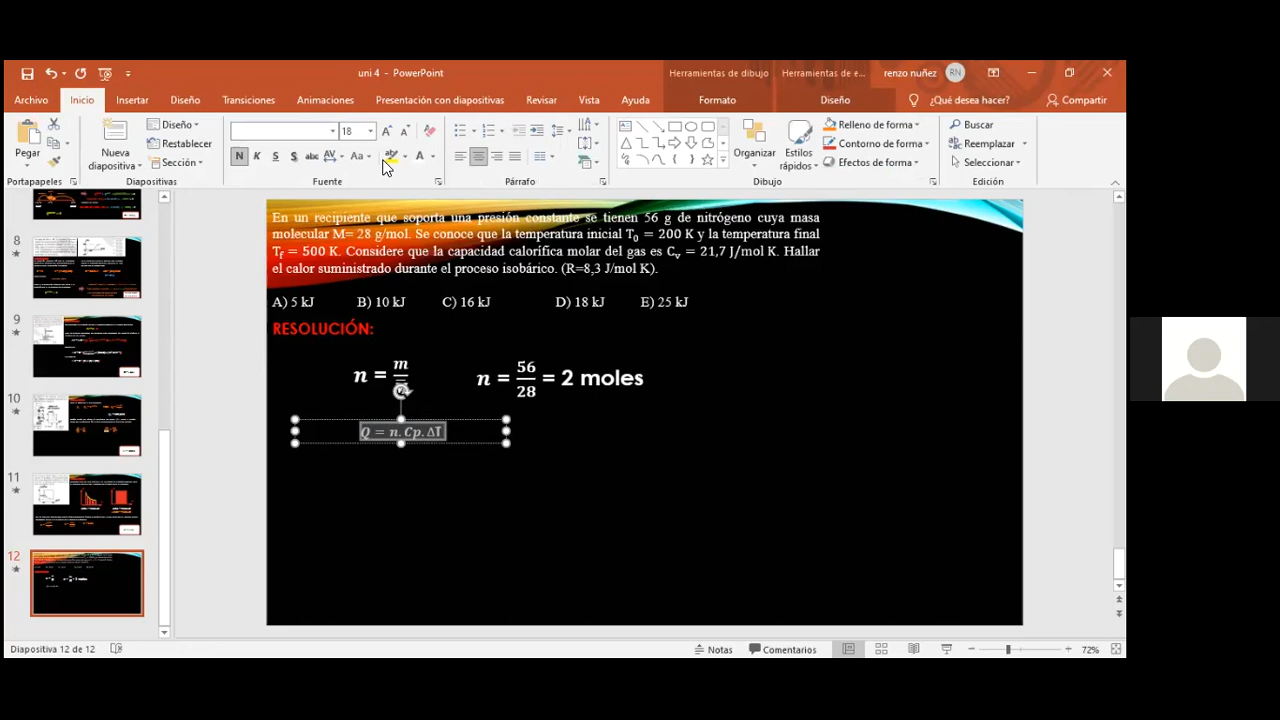 uni 4 - PowerPoint
Herramientas de dibujo
Herramientas de e...
renzo nuñez
RN
Archivo
Inicio
Insertar
Diseño
Transiciones
Animaciones
Presentación con diapositivas
Revisar
Vista
Ayuda
Formato
Diseño
¿Qué desea hacer?
Compartir
Pegar
Nueva
diapositiva
Diseño
Restablecer
Sección
18
N K S S abc AV Aa A
Organizar
Estilos
rápidos
Relleno de forma
Contorno de forma
Efectos de forma
Buscar
Reemplazar
Seleccionar
Portapapeles
Diapositivas
Fuente
Párrafo
Dibujo
Edición
8
9
10
11
12
En un recipiente que soporta una presión constante se tienen 56 g de nitrógeno cuya masa
molecular M= 28 g/mol. Se conoce que la temperatura inicial T₀ = 200 K y la temperatura final
T_f = 500 K. Considere que la capacidad calorífica molar del gas es C_v = 21,7 J/mol K. Hallar
el calor suministrado durante el proceso isobárico. (R=8,3 J/mol K).
A) 5 kJ B) 10 kJ C) 16 kJ D) 18 kJ E) 25 kJ
RESOLUCIÓN:
n = m
n = 56/28 = 2 moles
Q = n.Cp.ΔT
Diapositiva 12 de 12
Notas
Comentarios
72%